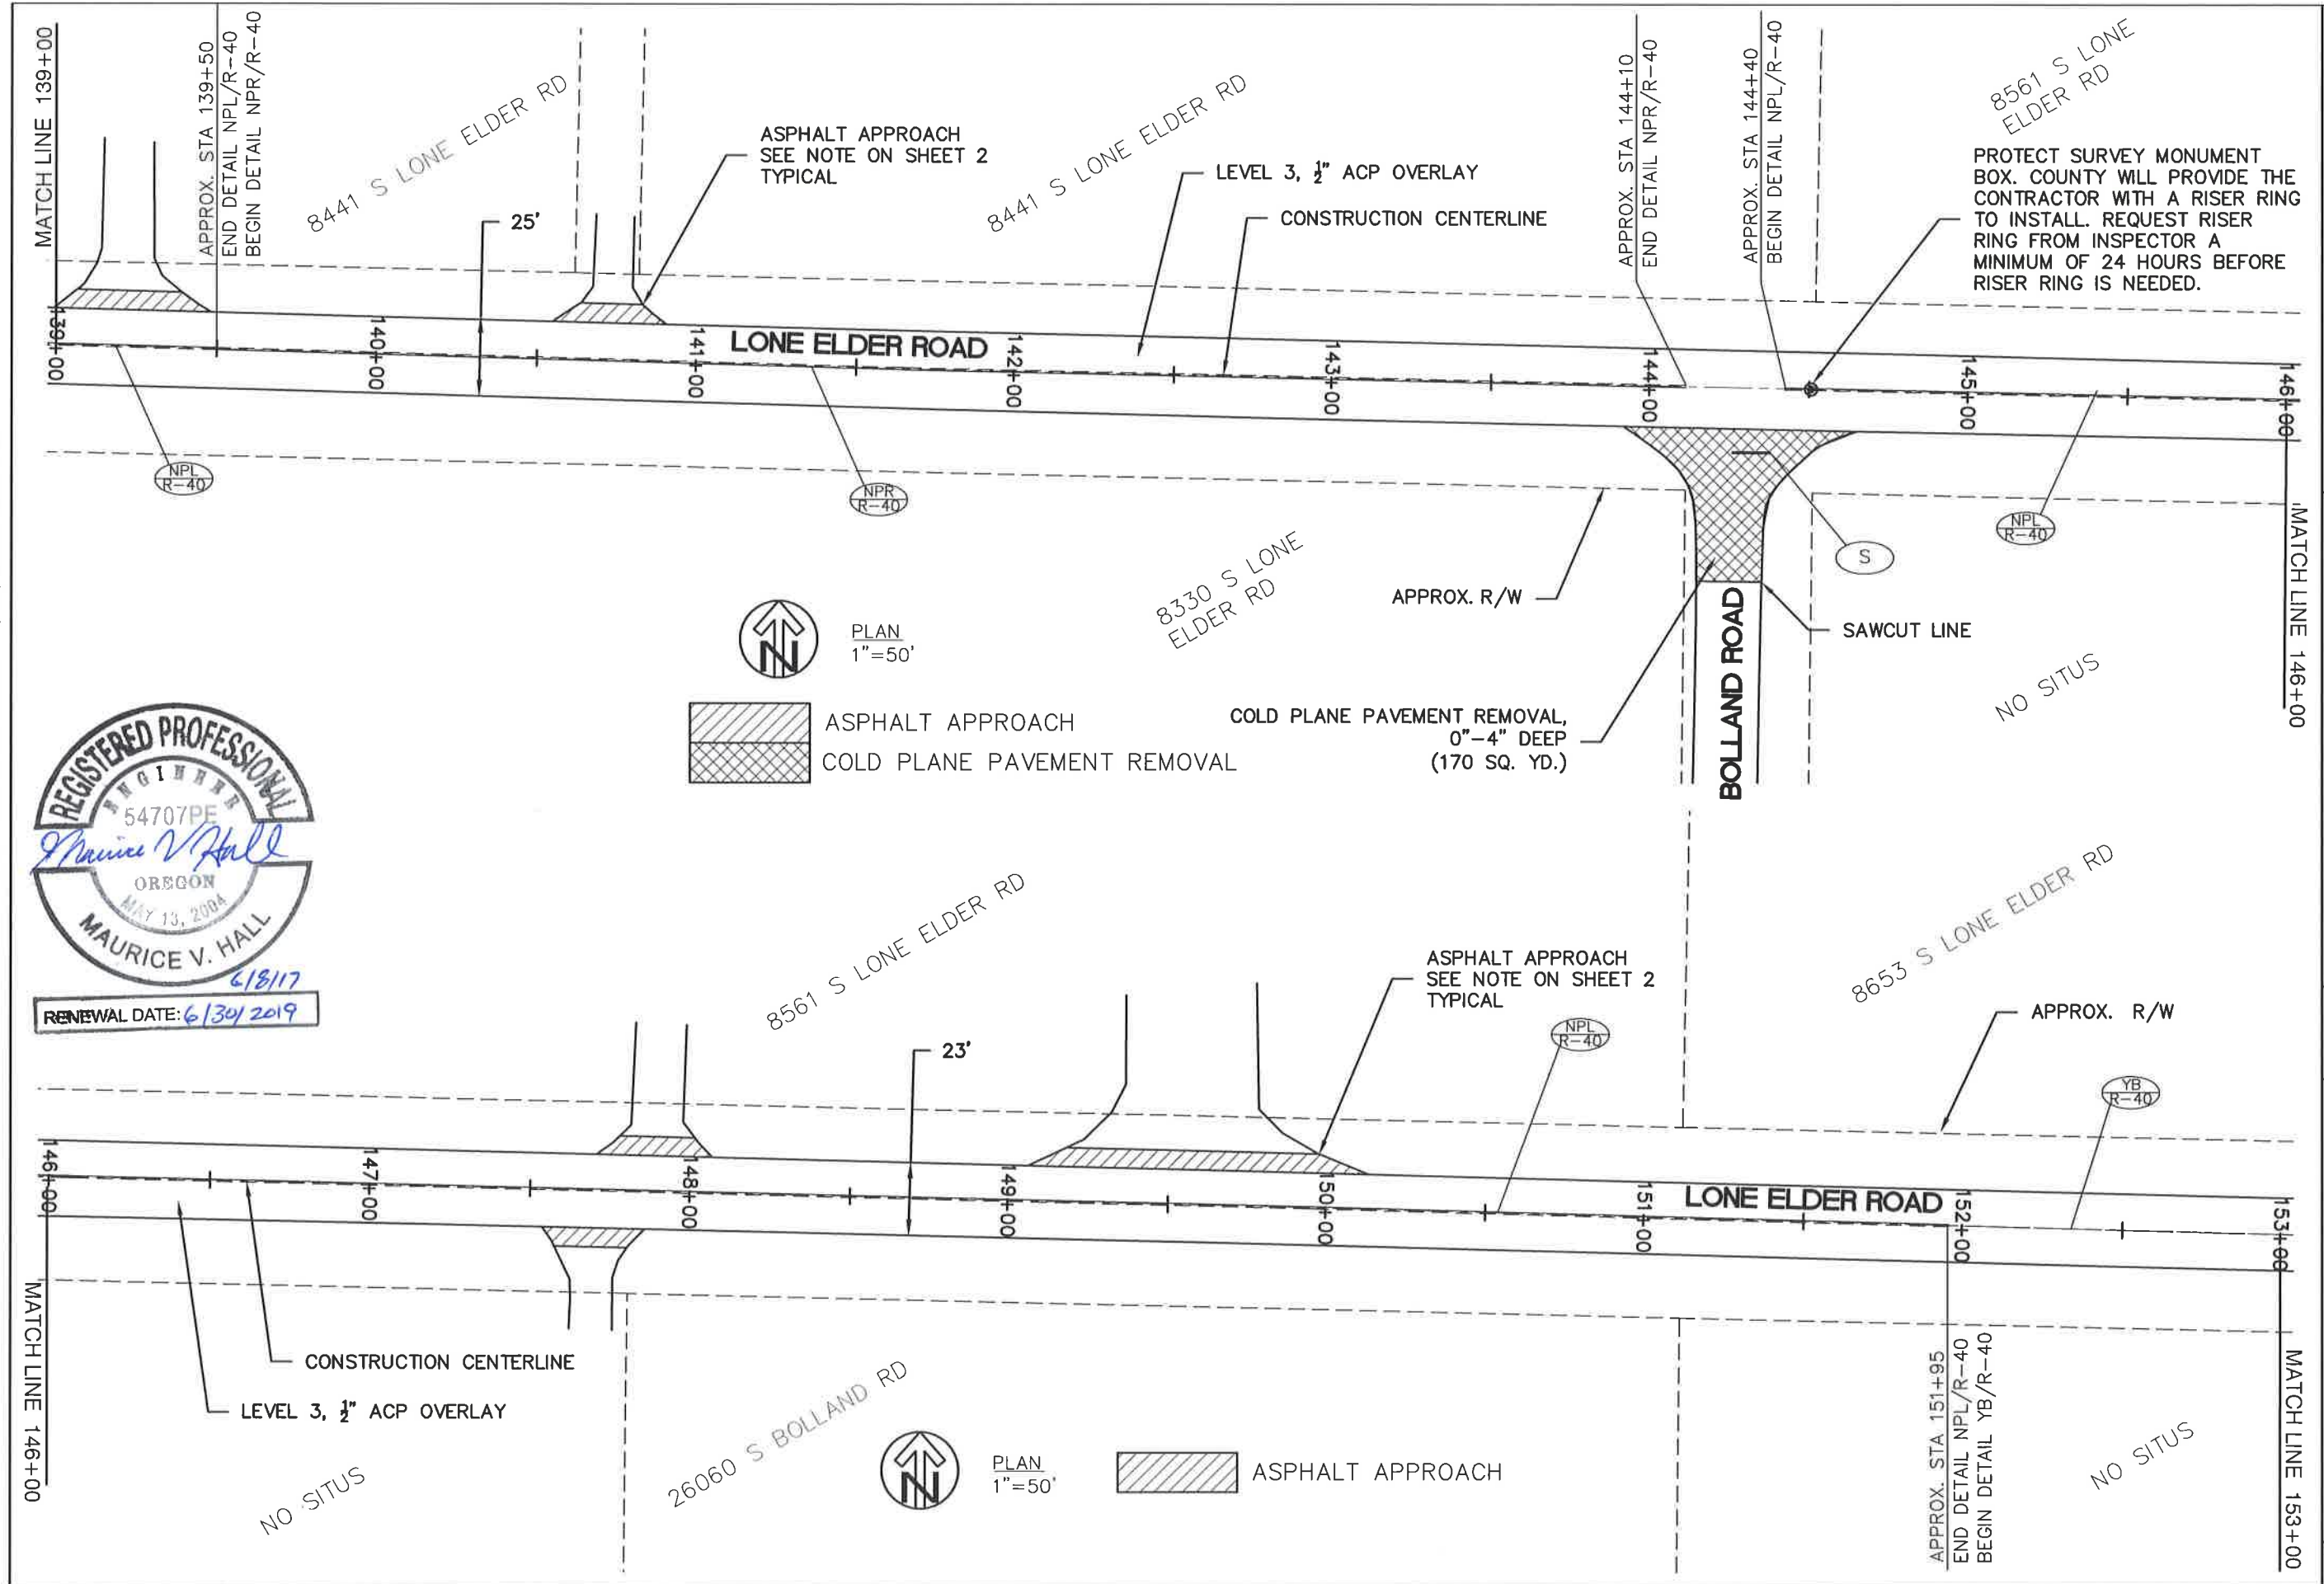 MATCH LINE 139+00
APPROX. STA 139+50
END DETAIL NPL/R-40
BEGIN DETAIL NPR/R-40
8441 S LONE ELDER RD
25'
ASPHALT APPROACH
SEE NOTE ON SHEET 2
TYPICAL
8441 S LONE ELDER RD
LEVEL 3, ½" ACP OVERLAY
CONSTRUCTION CENTERLINE
APPROX. STA 144+10
END DETAIL NPR/R-40
APPROX. STA 144+40
BEGIN DETAIL NPL/R-40
8561 S LONE
ELDER RD
PROTECT SURVEY MONUMENT
BOX. COUNTY WILL PROVIDE THE
CONTRACTOR WITH A RISER RING
TO INSTALL. REQUEST RISER
RING FROM INSPECTOR A
MINIMUM OF 24 HOURS BEFORE
RISER RING IS NEEDED.
139+00
140+00
141+00
LONE ELDER ROAD
142+00
143+00
144+00
145+00
146+00
NPL
R-40
NPR
R-40
NPL
R-40
S
MATCH LINE 146+00
8330 S LONE
ELDER RD
APPROX. R/W
SAWCUT LINE
BOLLAND ROAD
NO SITUS
N
PLAN
1"=50'
ASPHALT APPROACH
COLD PLANE PAVEMENT REMOVAL
COLD PLANE PAVEMENT REMOVAL,
0"-4" DEEP
(170 SQ. YD.)
REGISTERED PROFESSIONAL
ENGINEER
54707PE
Maurice V Hall
OREGON
MAY 13, 2004
MAURICE V. HALL
6/8/17
RENEWAL DATE: 6/30/2019
8561 S LONE ELDER RD
23'
ASPHALT APPROACH
SEE NOTE ON SHEET 2
TYPICAL
8653 S LONE ELDER RD
APPROX. R/W
NPL
R-40
YB
R-40
146+00
147+00
148+00
149+00
150+00
151+00
LONE ELDER ROAD
152+00
153+00
MATCH LINE 146+00
CONSTRUCTION CENTERLINE
LEVEL 3, ½" ACP OVERLAY
NO SITUS
26060 S BOLLAND RD
N
PLAN
1"=50'
ASPHALT APPROACH
APPROX. STA 151+95
END DETAIL NPL/R-40
BEGIN DETAIL YB/R-40
NO SITUS
MATCH LINE 153+00